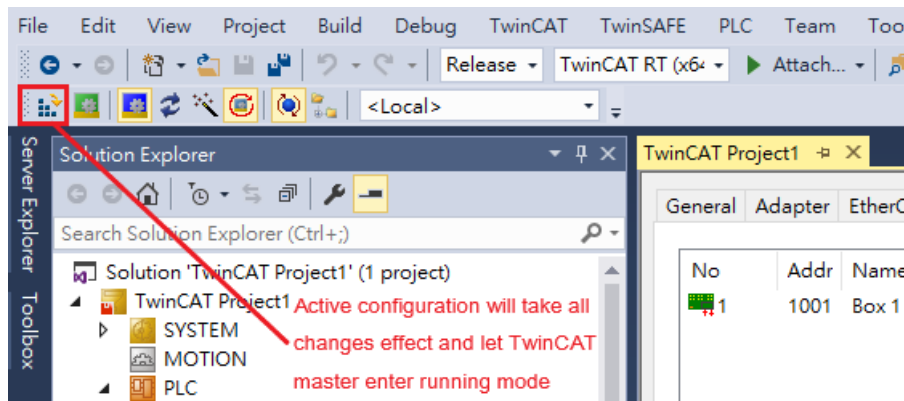 File Edit View Project Build Debug TwinCAT TwinSAFE PLC Team
Release TwinCAT RT Attach...
<Local>
Server Explorer
Toolbox
Solution Explorer
Search Solution Explorer (Ctrl+;)
Solution 'TwinCAT Project1' (1 project)
TwinCAT Project1
SYSTEM
MOTION
PLC
Active configuration will take all
changes effect and let TwinCAT
master enter running mode
TwinCAT Project1
General Adapter
No Addr Name
1 1001 Box 1